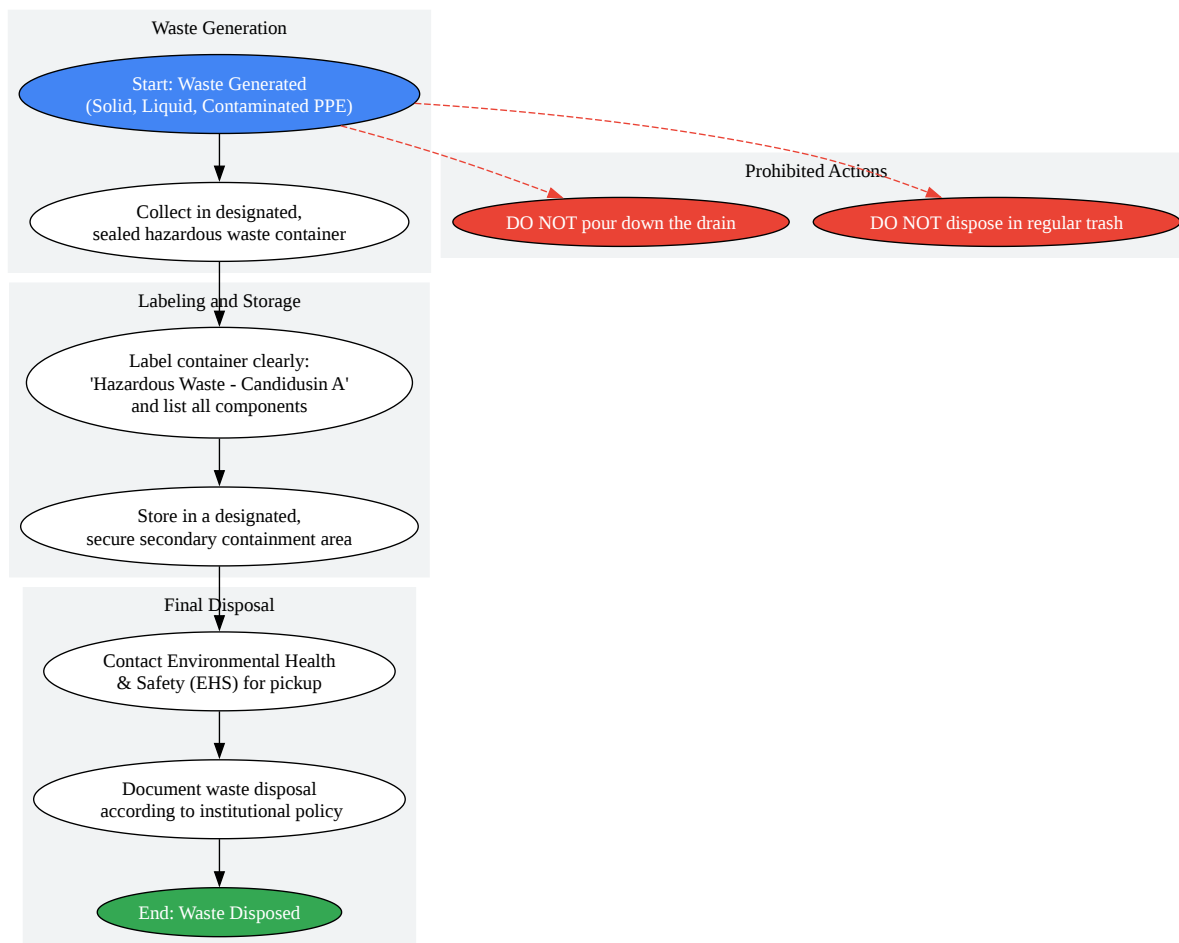 Waste Generation
Start: Waste Generated
(Solid, Liquid, Contaminated PPE)
Collect in designated,
sealed hazardous waste container
Prohibited Actions
DO NOT pour down the drain
DO NOT dispose in regular trash
Labeling and Storage
Label container clearly:
'Hazardous Waste - Candidusin A'
and list all components
Store in a designated,
secure secondary containment area
Final Disposal
Contact Environmental Health
& Safety (EHS) for pickup
Document waste disposal
according to institutional policy
End: Waste Disposed